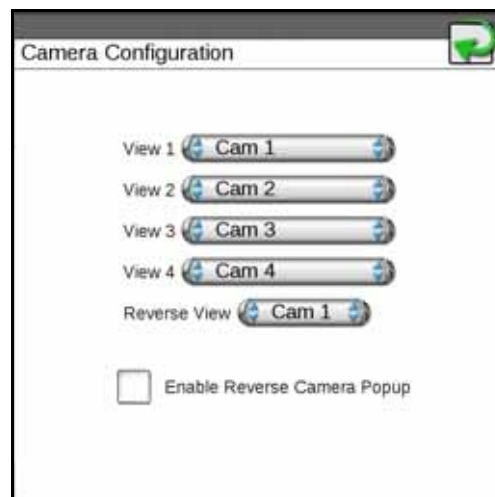 Camera Configuration
View 1 Cam 1
View 2 Cam 2
View 3 Cam 3
View 4 Cam 4
Reverse View Cam 1
Enable Reverse Camera Popup